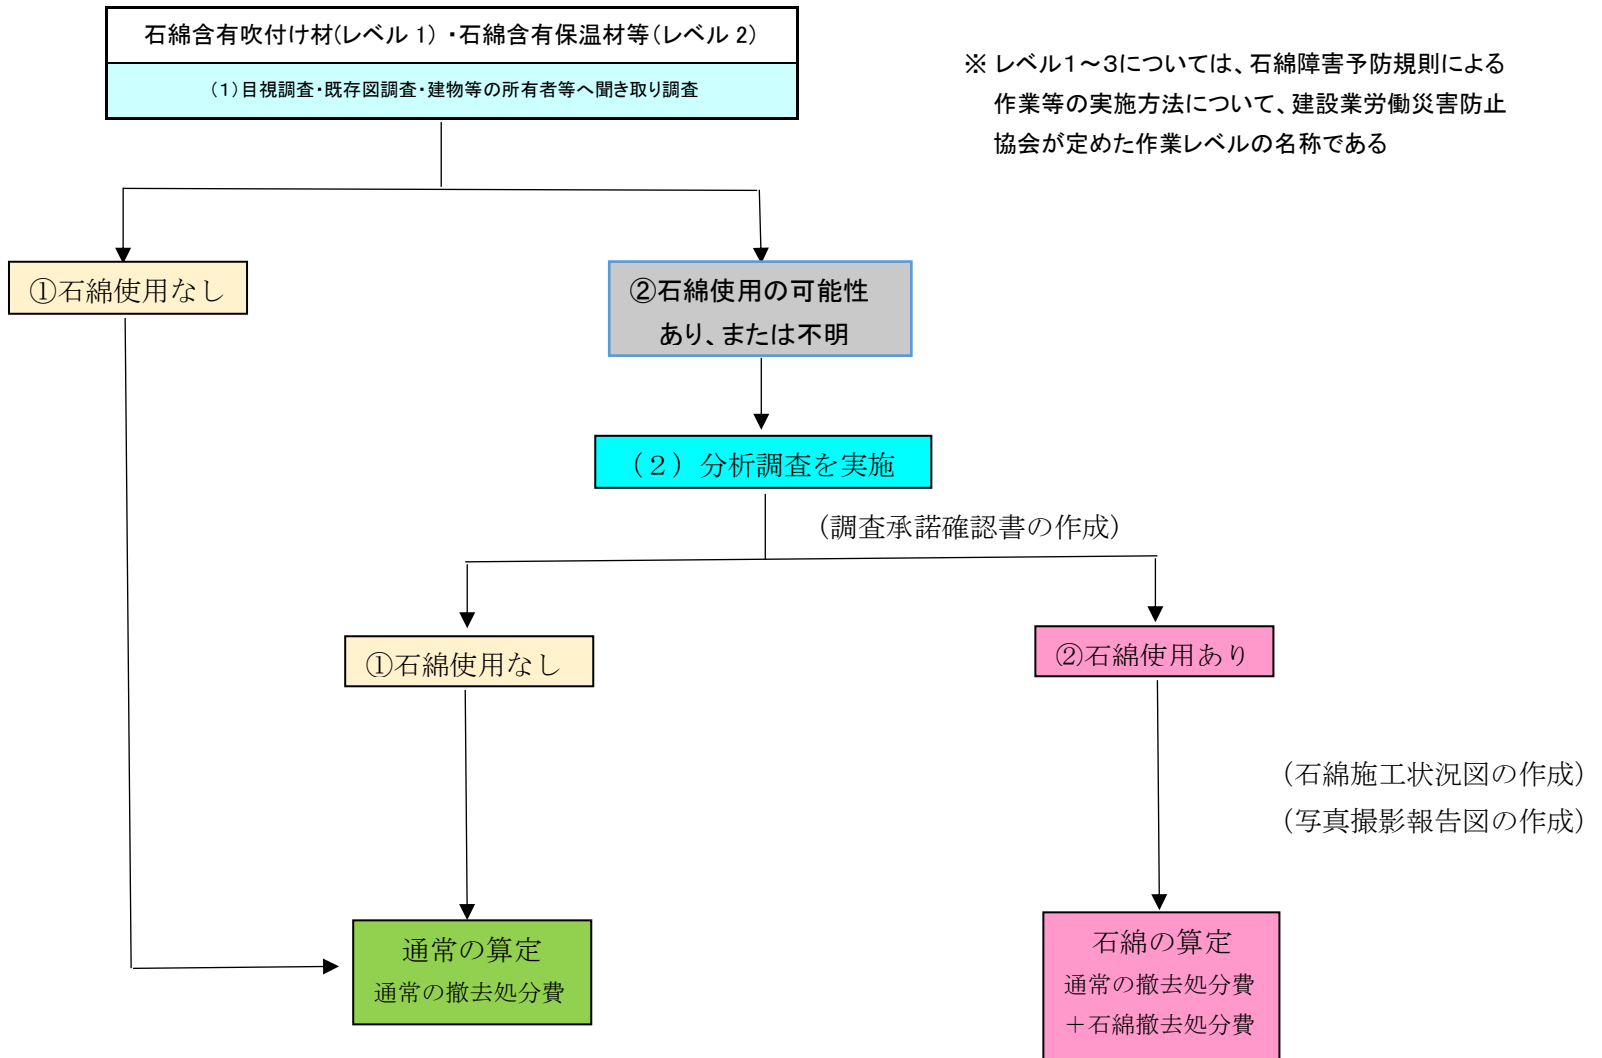 石綿含有吹付け材(レベル 1)・石綿含有保温材等(レベル 2)
(1)目視調査・既存図調査・建物等の所有者等へ聞き取り調査
※ レベル1～3については、石綿障害予防規則による
作業等の実施方法について、建設業労働災害防止
協会が定めた作業レベルの名称である
①石綿使用なし
②石綿使用の可能性
あり、または不明
（２）分析調査を実施
（調査承諾確認書の作成）
①石綿使用なし
②石綿使用あり
（石綿施工状況図の作成）
（写真撮影報告図の作成）
通常の算定
通常の撤去処分費
石綿の算定
通常の撤去処分費
＋石綿撤去処分費